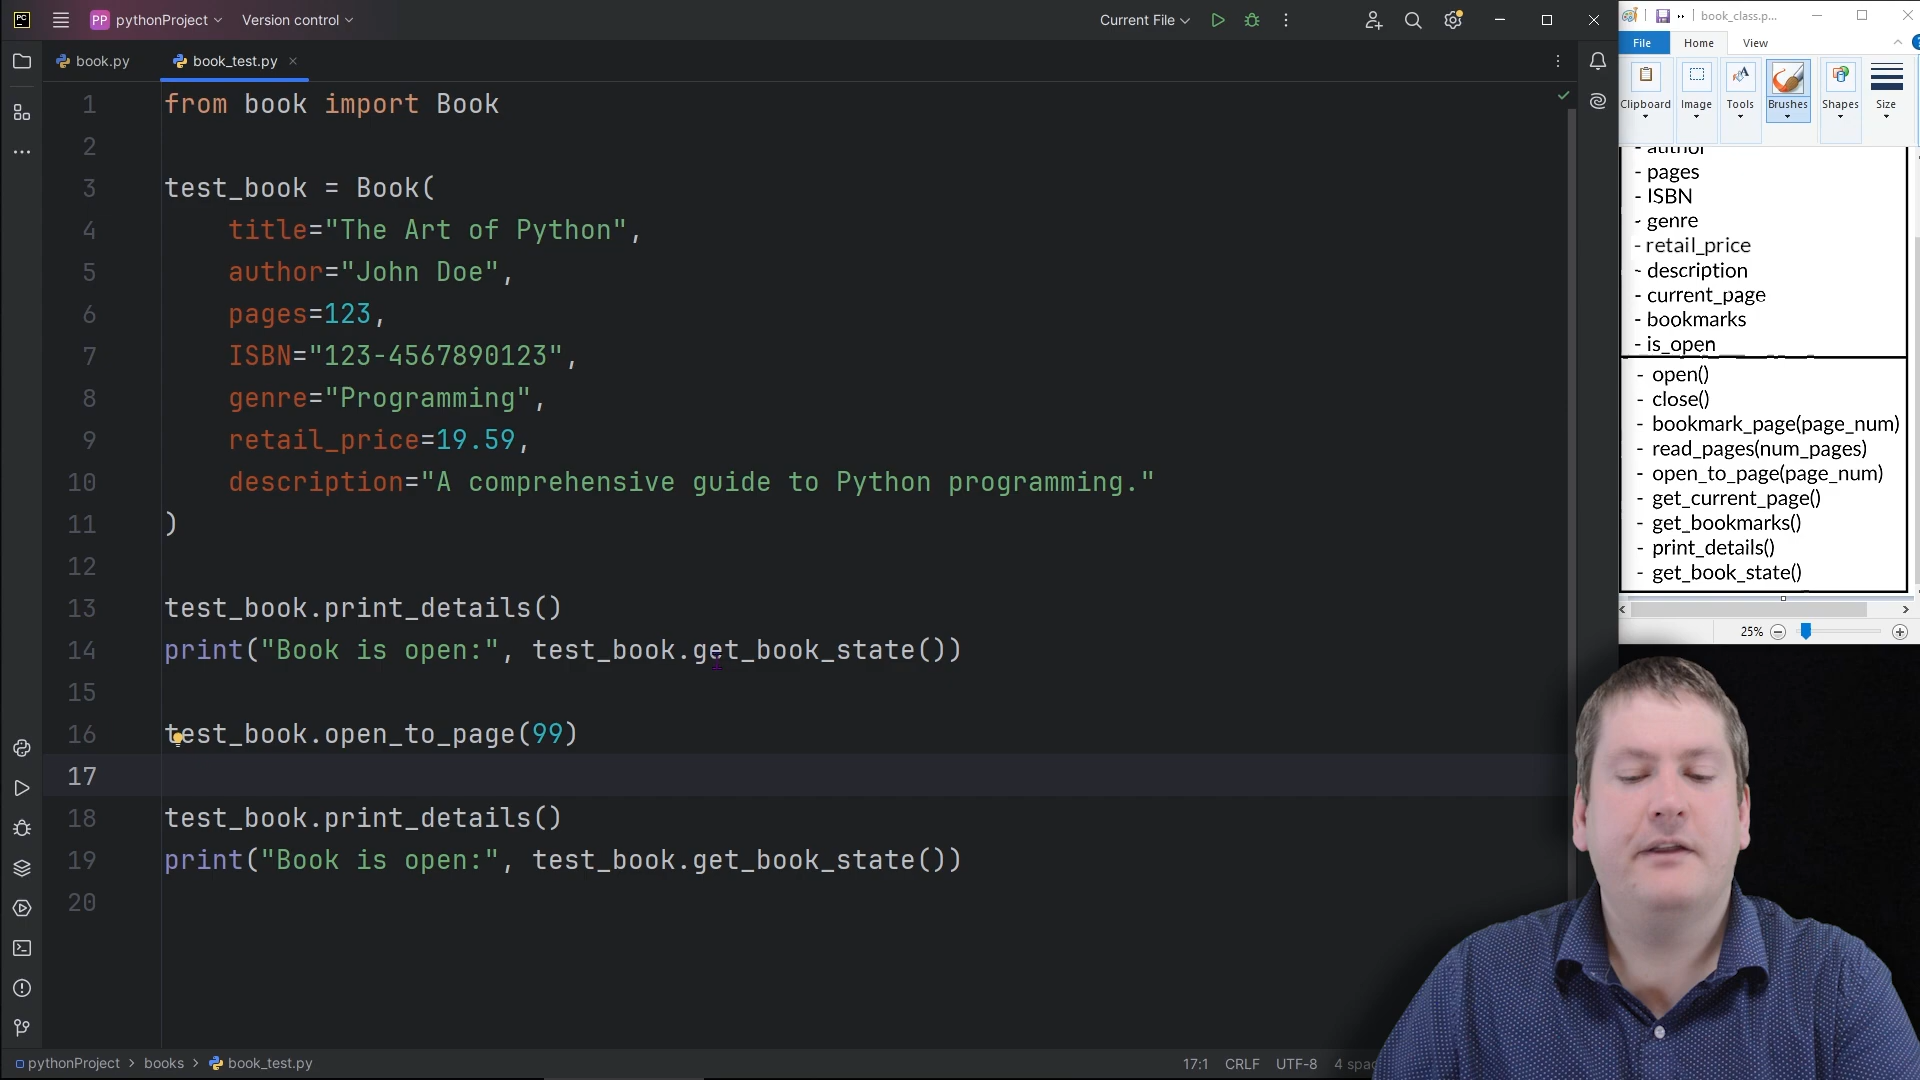 PC PP pythonProject Version control Current File
book.py book_test.py
1 from book import Book
2
3 test_book = Book(
4 title="The Art of Python",
5 author="John Doe",
6 pages=123,
7 ISBN="123-4567890123",
8 genre="Programming",
9 retail_price=19.59,
10 description="A comprehensive guide to Python programming."
11 )
12
13 test_book.print_details()
14 print("Book is open:", test_book.get_book_state())
15
16 test_book.open_to_page(99)
17
18 test_book.print_details()
19 print("Book is open:", test_book.get_book_state())
20
pythonProject > books > book_test.py
17:1 CRLF UTF-8 4 spac
book_class.p...
File Home View
Clipboard Image Tools Brushes Shapes Size
- author
- pages
- ISBN
- genre
- retail_price
- description
- current_page
- bookmarks
- is_open
- open()
- close()
- bookmark_page(page_num)
- read_pages(num_pages)
- open_to_page(page_num)
- get_current_page()
- get_bookmarks()
- print_details()
- get_book_state()
25%